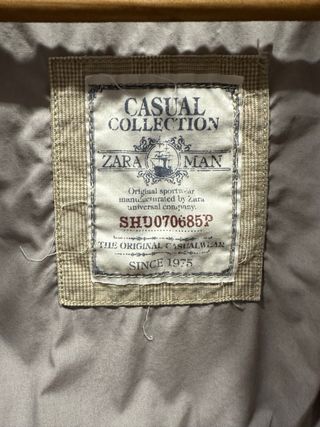 CASUAL
COLLECTION
ZARA MAN
Original sportwear
manufacturated by Zara
universal company.
SHD070685P
THE ORIGINAL CASUALWEAR
SINCE 1975